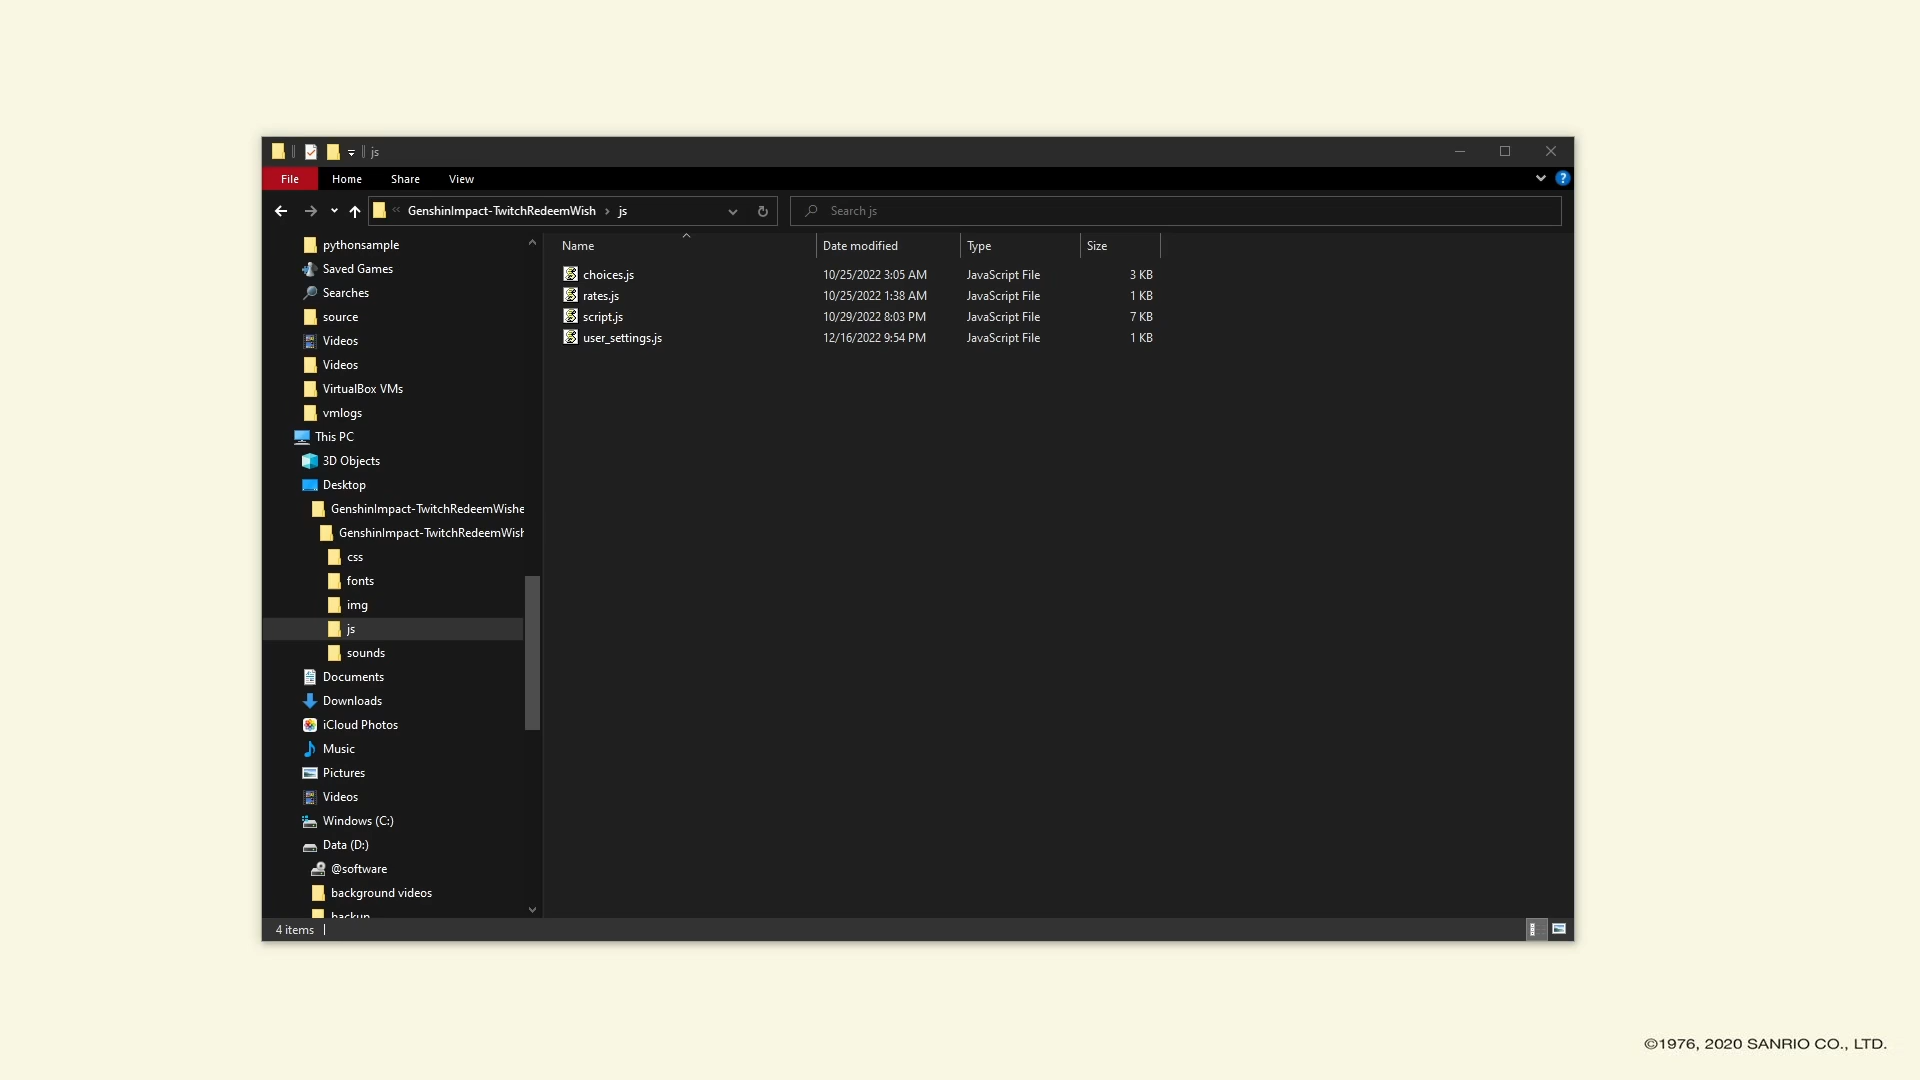 js
File Home Share View
GenshinImpact-TwitchRedeemWish js
Search js
Name Date modified Type Size
choices.js 10/25/2022 3:05 AM JavaScript File 3 KB
rates.js 10/25/2022 1:38 AM JavaScript File 1 KB
script.js 10/29/2022 8:03 PM JavaScript File 7 KB
user_settings.js 12/16/2022 9:54 PM JavaScript File 1 KB
pythonsample
Saved Games
Searches
source
Videos
Videos
VirtualBox VMs
vmlogs
This PC
3D Objects
Desktop
GenshinImpact-TwitchRedeemWishe
GenshinImpact-TwitchRedeemWish
css
fonts
img
js
sounds
Documents
Downloads
iCloud Photos
Music
Pictures
Videos
Windows (C:)
Data (D:)
@software
background videos
backup
4 items
©1976, 2020 SANRIO CO., LTD.